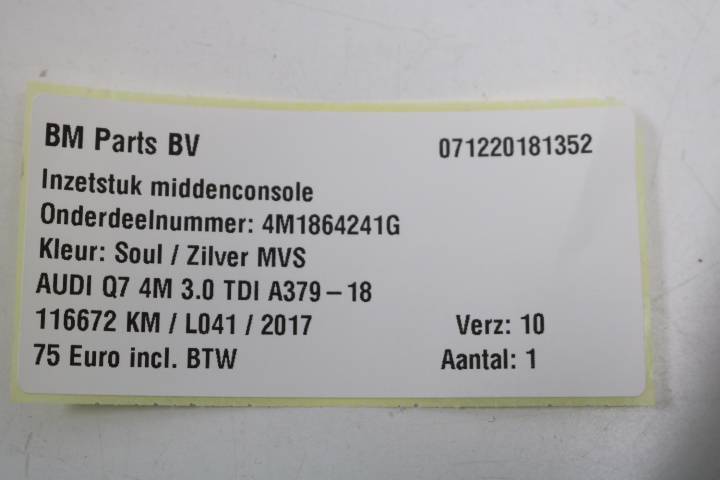 BM Parts BV 071220181352
Inzetstuk middenconsole
Onderdeelnummer: 4M1864241G
Kleur: Soul / Zilver MVS
AUDI Q7 4M 3.0 TDI A379 – 18
116672 KM / L041 / 2017 Verz: 10
75 Euro incl. BTW Aantal: 1